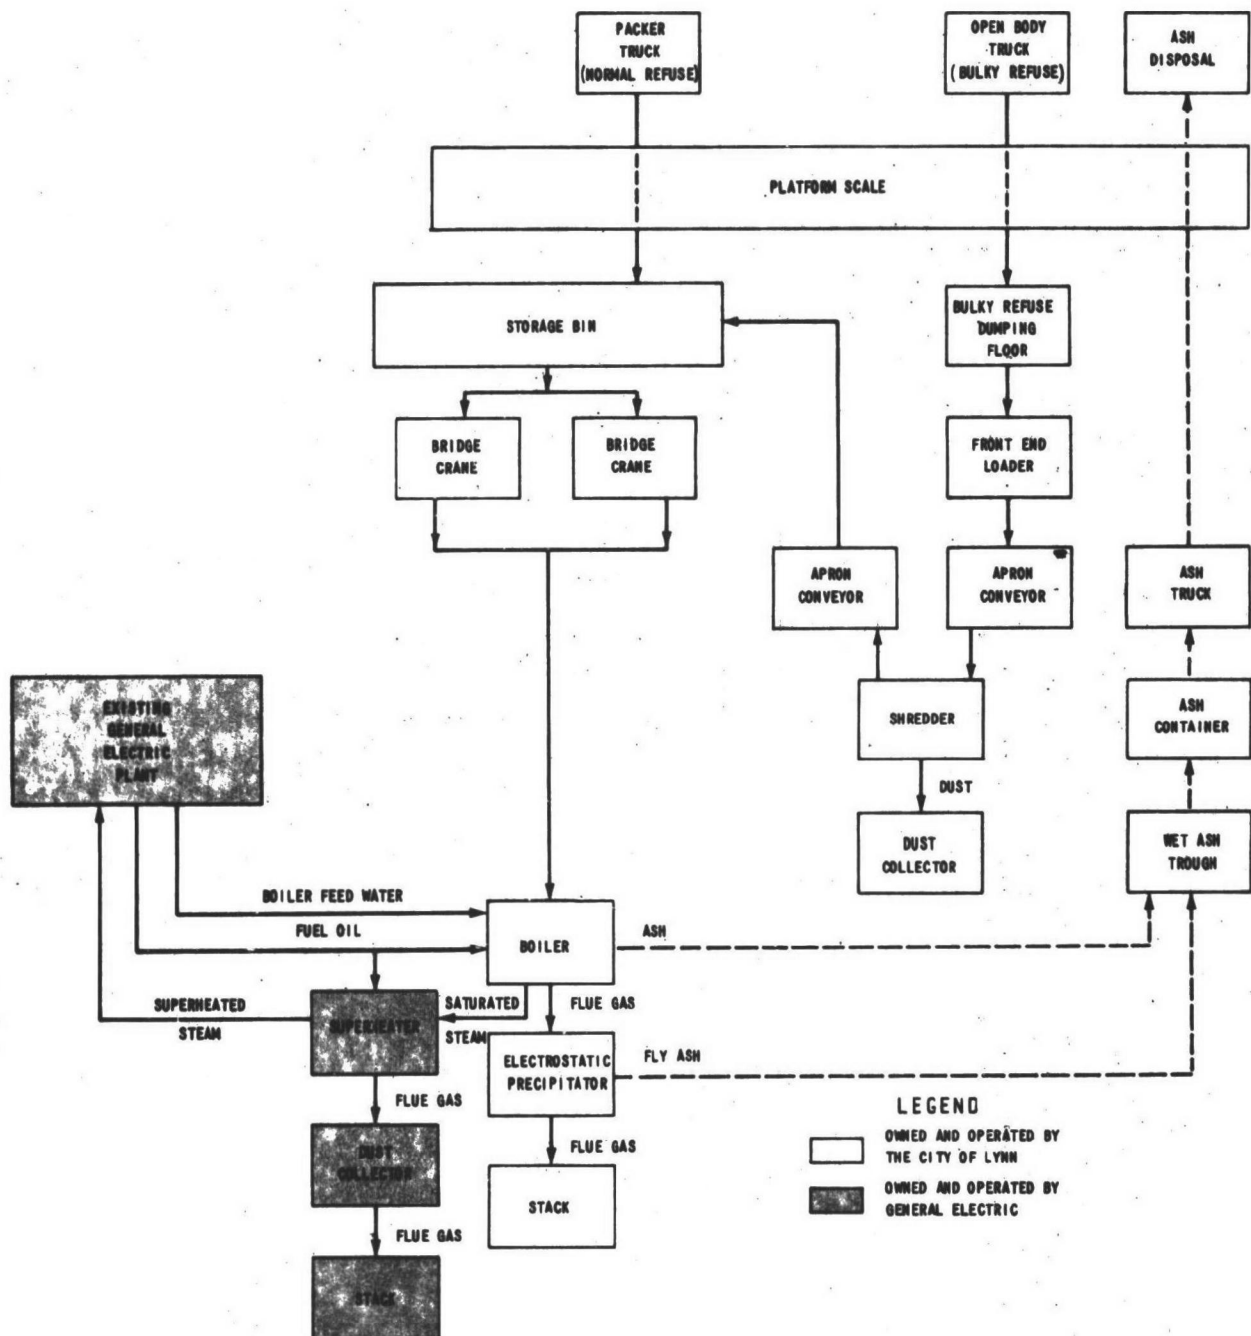 PACKER
TRUCK
(NORMAL REFUSE)
OPEN BODY
TRUCK
(BULKY REFUSE)
ASH
DISPOSAL
PLATFORM SCALE
STORAGE BIN
BULKY REFUSE
DUMPING
FLOOR
BRIDGE
CRANE
BRIDGE
CRANE
FRONT END
LOADER
APRON
CONVEYOR
APRON
CONVEYOR
ASH
TRUCK
EXISTING
GENERAL
ELECTRIC
PLANT
SHREDDER
ASH
CONTAINER
DUST
DUST
COLLECTOR
WET ASH
TROUGH
BOILER FEED WATER
FUEL OIL
BOILER
ASH
SUPERHEATED
STEAM
SUPERHEATER
SATURATED
STEAM
FLUE GAS
ELECTROSTATIC
PRECIPITATOR
FLY ASH
FLUE GAS
DUST
COLLECTOR
FLUE GAS
STACK
FLUE GAS
STACK
LEGEND
OWNED AND OPERATED BY
THE CITY OF LYNN
OWNED AND OPERATED BY
GENERAL ELECTRIC